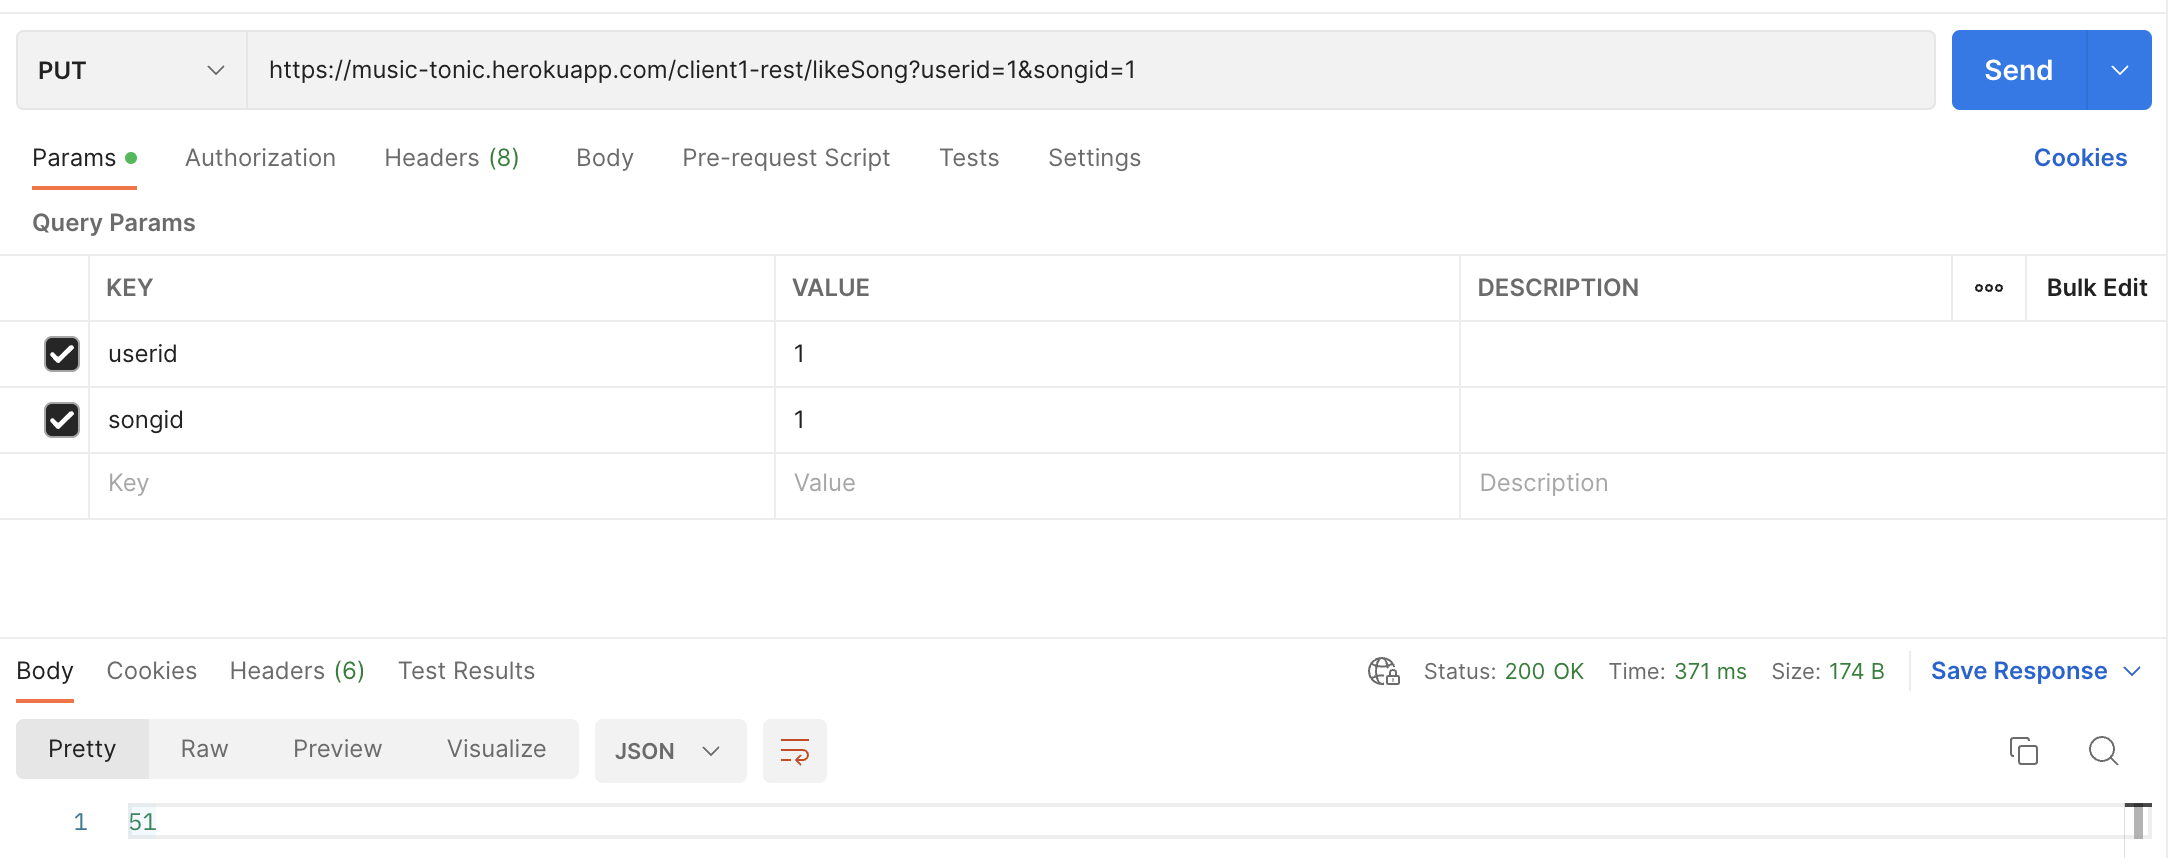 PUT https://music-tonic.herokuapp.com/client1-rest/likeSong?userid=1&songid=1 Send
Params Authorization Headers (8) Body Pre-request Script Tests Settings Cookies
Query Params
KEY VALUE DESCRIPTION Bulk Edit
userid 1
songid 1
Key Value Description
Body Cookies Headers (6) Test Results Status: 200 OK Time: 371 ms Size: 174 B Save Response
Pretty Raw Preview Visualize JSON
1 51